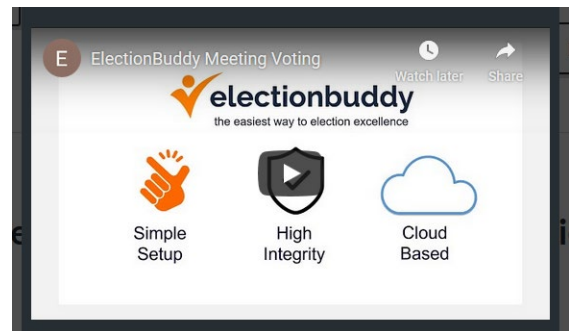 E ElectionBuddy Meeting Voting
Watch later Share
electionbuddy
the easiest way to election excellence
Simple Setup
High Integrity
Cloud Based